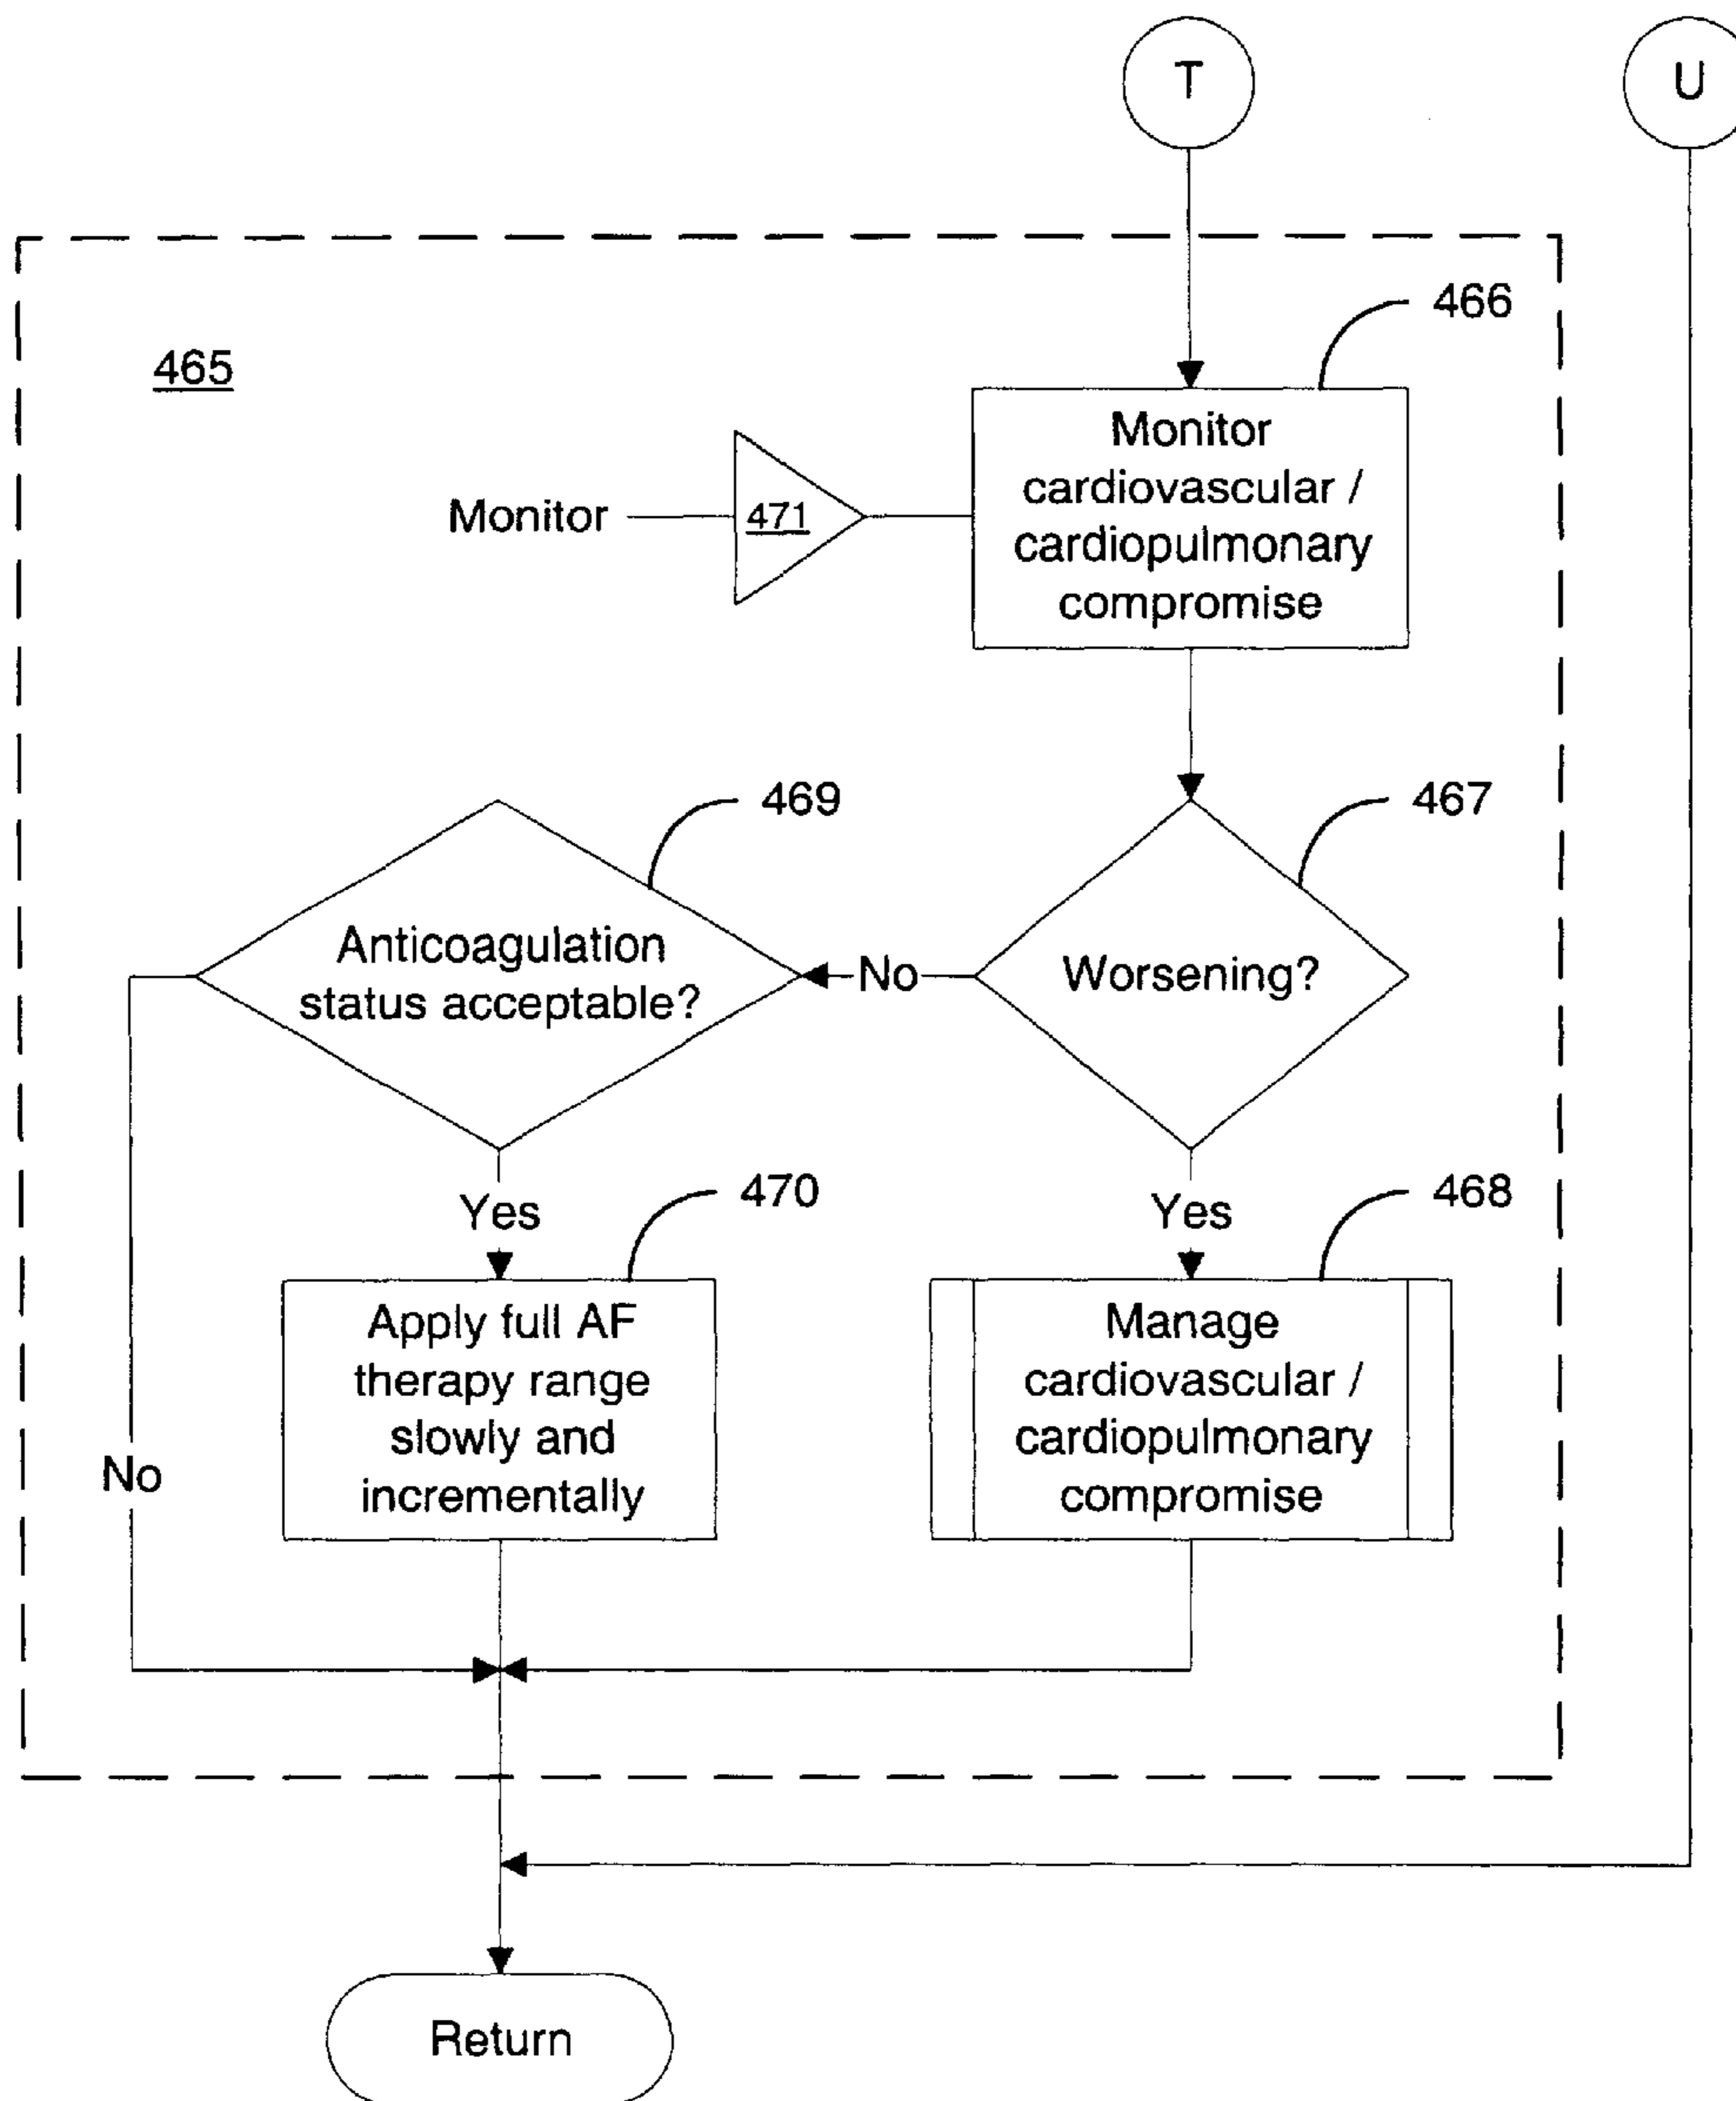 T
U
466
465
Monitor
cardiovascular /
cardiopulmonary
compromise
Monitor
471
469
467
Anticoagulation
status acceptable?
No
Worsening?
470
468
Yes
Yes
Apply full AF
therapy range
slowly and
incrementally
Manage
cardiovascular /
cardiopulmonary
compromise
No
Return